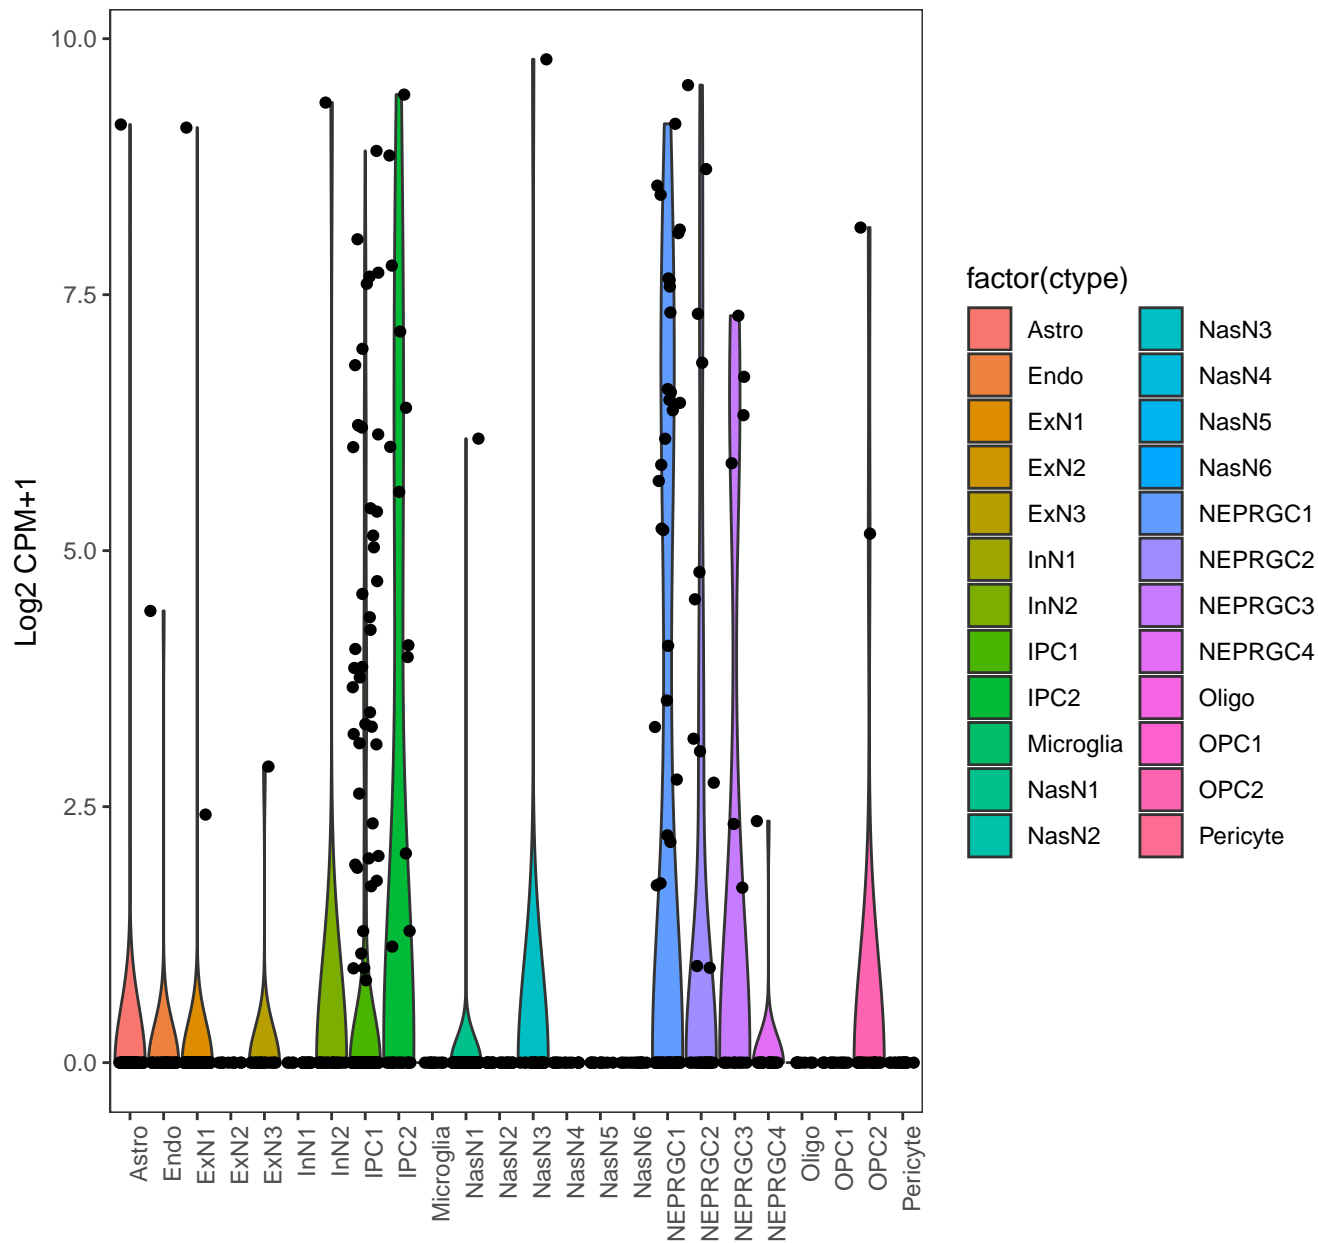 10.0
7.5
5.0
2.5
0.0
Log2 CPM+1
Astro
Endo
ExN1
ExN2
ExN3
InN1
InN2
IPC1
IPC2
Microglia
NasN1
NasN2
NasN3
NasN4
NasN5
NasN6
NEPRGC1
NEPRGC2
NEPRGC3
NEPRGC4
Oligo
OPC1
OPC2
Pericyte
factor(ctype)
Astro
Endo
ExN1
ExN2
ExN3
InN1
InN2
IPC1
IPC2
Microglia
NasN1
NasN2
NasN3
NasN4
NasN5
NasN6
NEPRGC1
NEPRGC2
NEPRGC3
NEPRGC4
Oligo
OPC1
OPC2
Pericyte